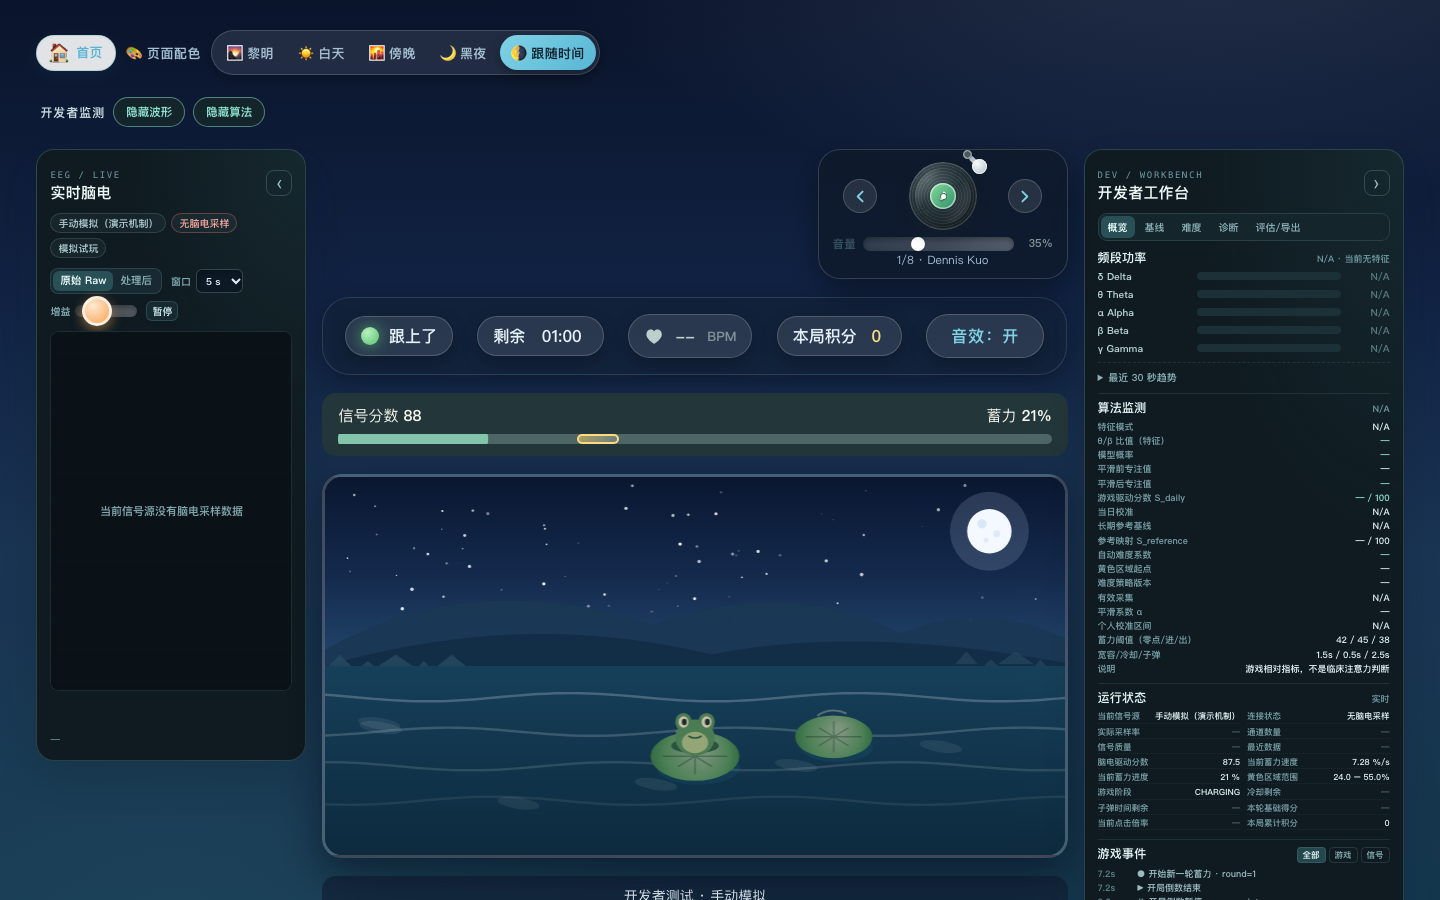 首页
页面配色
黎明
白天
傍晚
黑夜
跟随时间
开发者监测
隐藏波形
隐藏算法
EEG / LIVE
实时脑电
手动模拟（演示机制）
无脑电采样
模拟试玩
原始 Raw
处理后
窗口
5 s
增益
暂停
当前信号源没有脑电采样数据
—
音量
35%
1/8 · Dennis Kuo
跟上了
剩余 01:00
-- BPM
本局积分 0
音效：开
信号分数 88
蓄力 21%
开发者测试 · 手动模拟
DEV / WORKBENCH
开发者工作台
概览
基线
难度
诊断
评估/导出
频段功率
N/A · 当前无特征
δ Delta N/A
θ Theta N/A
α Alpha N/A
β Beta N/A
γ Gamma N/A
▶ 最近 30 秒趋势
算法监测 N/A
特征模式 N/A
θ/β 比值（特征） —
模型概率 —
平滑前专注值 —
平滑后专注值 —
游戏驱动分数 S_daily — / 100
当日校准 N/A
长期参考基线 N/A
参考映射 S_reference — / 100
自动难度系数 —
黄色区域起点 —
难度策略版本 —
有效采集 N/A
平滑系数 α —
个人校准区间 N/A
蓄力阈值（零点/进/出） 42 / 45 / 38
宽容/冷却/子弹 1.5s / 0.5s / 2.5s
说明 游戏相对指标，不是临床注意力判断
运行状态 实时
当前信号源 手动模拟（演示机制） 连接状态 无脑电采样
实际采样率 — 通道数量 —
信号质量 — 最近数据 —
脑电驱动分数 87.5 当前蓄力速度 7.28 %/s
当前蓄力进度 21 % 黄色区域范围 24.0 — 55.0%
游戏阶段 CHARGING 冷却剩余 —
子弹时间剩余 — 本轮基础得分 —
当前点击倍率 — 本局累计积分 0
游戏事件
全部
游戏
信号
7.2s ● 开始新一轮蓄力 · round=1
7.2s ▶ 开局倒数结束